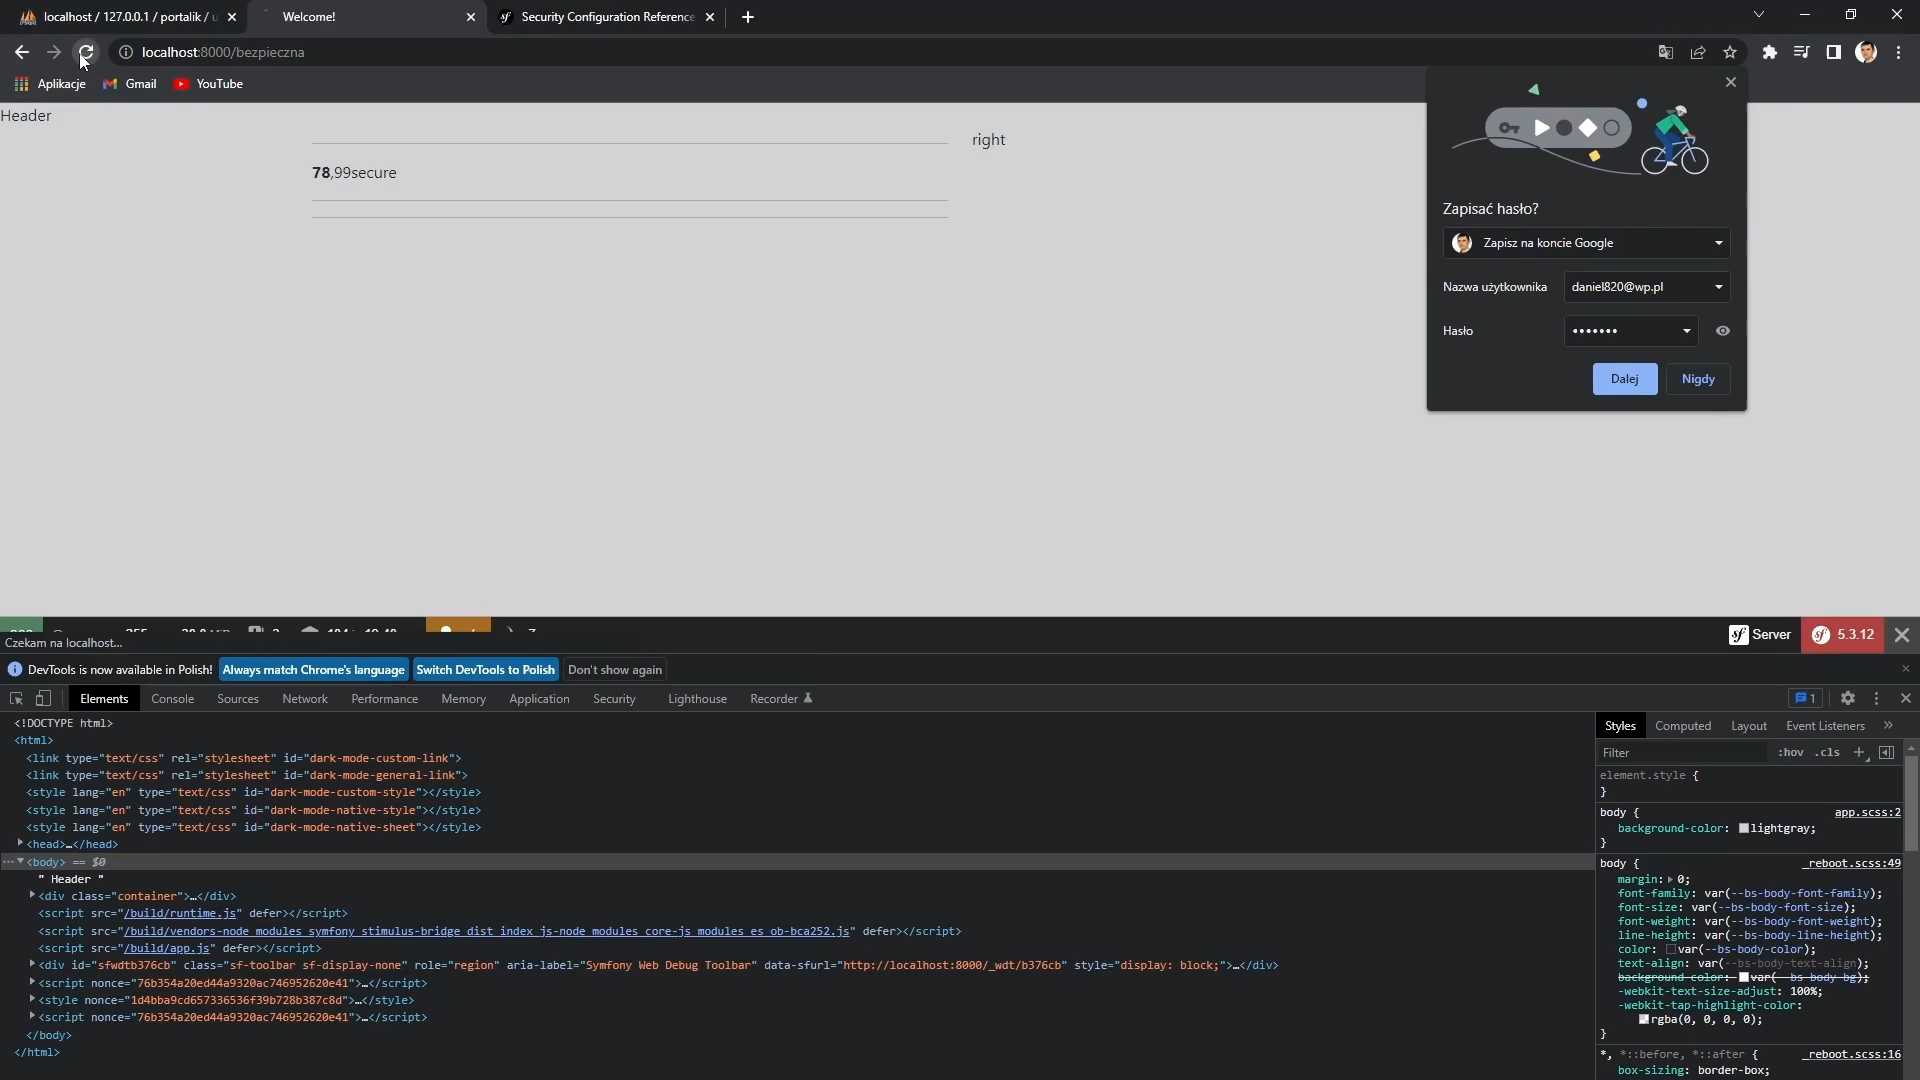 localhost / 127.0.0.1 / portalik / u
Welcome!
Security Configuration Reference
localhost:8000/bezpieczna
Aplikacje
Gmail
YouTube
Header
right
78,99secure
Zapisać hasło?
Zapisz na koncie Google
Nazwa użytkownika
daniel820@wp.pl
Hasło
•••••••
Dalej
Nigdy
Czekam na localhost...
Server
5.3.12
DevTools is now available in Polish!
Always match Chrome's language
Switch DevTools to Polish
Don't show again
Elements
Console
Sources
Network
Performance
Memory
Application
Security
Lighthouse
Recorder
1
<!DOCTYPE html>
<html>
<link type="text/css" rel="stylesheet" id="dark-mode-custom-link">
<link type="text/css" rel="stylesheet" id="dark-mode-general-link">
<style lang="en" type="text/css" id="dark-mode-custom-style"></style>
<style lang="en" type="text/css" id="dark-mode-native-style"></style>
<style lang="en" type="text/css" id="dark-mode-native-sheet"></style>
<head>…</head>
<body> == $0
" Header "
<div class="container">…</div>
<script src="/build/runtime.js" defer></script>
<script src="/build/vendors-node_modules_symfony_stimulus-bridge_dist_index_js-node_modules_core-js_modules_es_ob-bca252.js" defer></script>
<script src="/build/app.js" defer></script>
<div id="sfwdtb376cb" class="sf-toolbar sf-display-none" role="region" aria-label="Symfony Web Debug Toolbar" data-sfurl="http://localhost:8000/_wdt/b376cb" style="display: block;">…</div>
<script nonce="76b354a20ed44a9320ac746952620e41">…</script>
<style nonce="1d4bba9cd657336536f39b728b387c8d">…</style>
<script nonce="76b354a20ed44a9320ac746952620e41">…</script>
</body>
</html>
Styles
Computed
Layout
Event Listeners
Filter
:hov
.cls
element.style {
}
body {
app.scss:2
background-color: lightgray;
}
body {
_reboot.scss:49
margin: 0;
font-family: var(--bs-body-font-family);
font-size: var(--bs-body-font-size);
font-weight: var(--bs-body-font-weight);
line-height: var(--bs-body-line-height);
color: var(--bs-body-color);
text-align: var(--bs-body-text-align);
background-color: var(--bs-body-bg);
-webkit-text-size-adjust: 100%;
-webkit-tap-highlight-color:
rgba(0, 0, 0, 0);
}
*, *::before, *::after {
_reboot.scss:16
box-sizing: border-box;